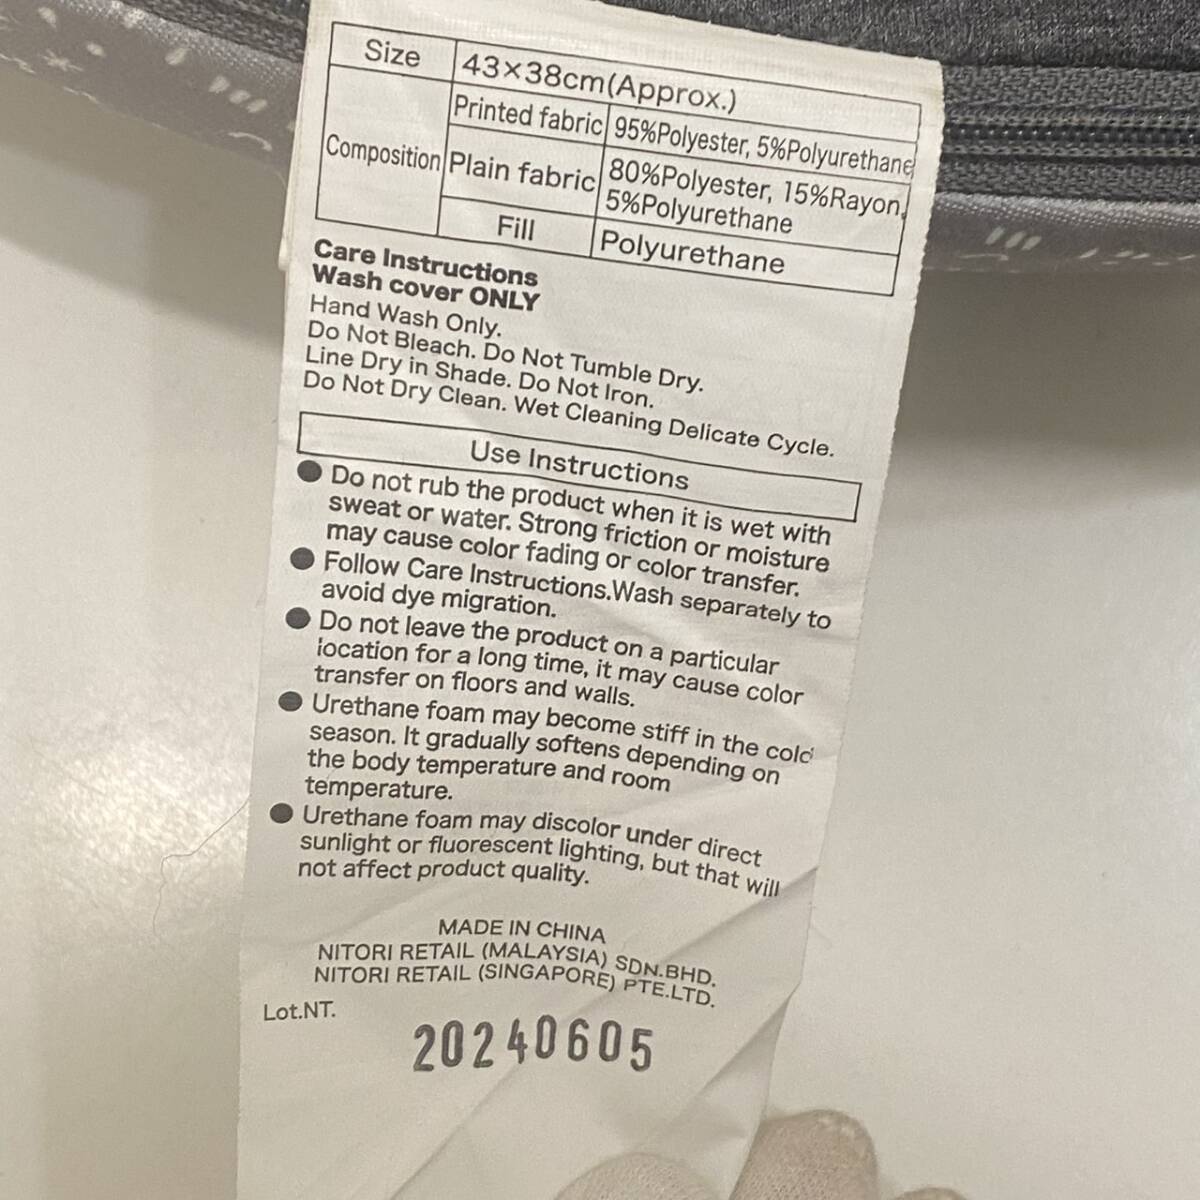 Size 43×38cm(Approx.)
Composition Printed fabric 95%Polyester, 5%Polyurethane
Plain fabric 80%Polyester, 15%Rayon,
5%Polyurethane
Fill Polyurethane
Care Instructions
Wash cover ONLY
Hand Wash Only.
Do Not Bleach. Do Not Tumble Dry.
Line Dry in Shade. Do Not Iron.
Do Not Dry Clean. Wet Cleaning Delicate Cycle.
Use Instructions
● Do not rub the product when it is wet with
sweat or water. Strong friction or moisture
may cause color fading or color transfer.
● Follow Care Instructions.Wash separately to
avoid dye migration.
● Do not leave the product on a particular
location for a long time, it may cause color
transfer on floors and walls.
● Urethane foam may become stiff in the cold
season. It gradually softens depending on
the body temperature and room
temperature.
● Urethane foam may discolor under direct
sunlight or fluorescent lighting, but that will
not affect product quality.
MADE IN CHINA
NITORI RETAIL (MALAYSIA) SDN.BHD.
NITORI RETAIL (SINGAPORE) PTE.LTD.
Lot.NT.
20240605